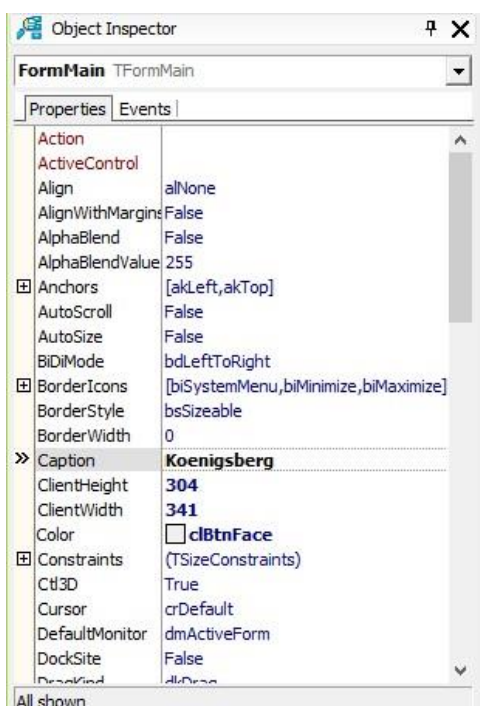 Object Inspector
FormMain TFormMain
Properties Events
Action
ActiveControl
Align alNone
AlignWithMargins False
AlphaBlend False
AlphaBlendValue 255
Anchors [akLeft,akTop]
AutoScroll False
AutoSize False
BiDiMode bdLeftToRight
BorderIcons [biSystemMenu,biMinimize,biMaximize]
BorderStyle bsSizeable
BorderWidth 0
Caption Koenigsberg
ClientHeight 304
ClientWidth 341
Color clBtnFace
Constraints (TSizeConstraints)
Ctl3D True
Cursor crDefault
DefaultMonitor dmActiveForm
DockSite False
DragKind dkDrag
All shown